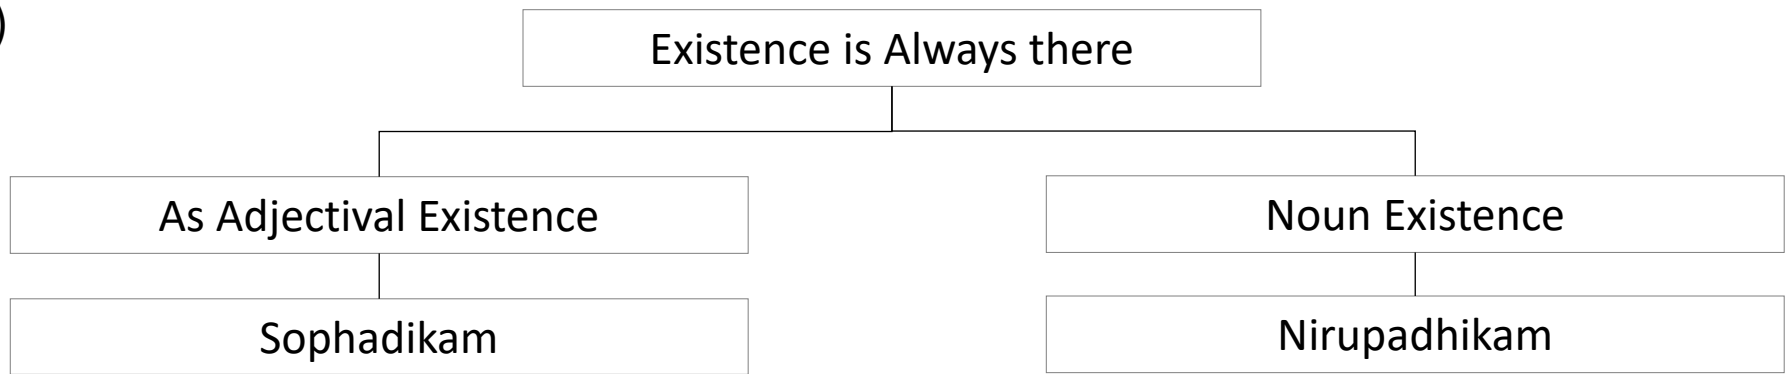 )
Existence is Always there
As Adjectival Existence
Noun Existence
Sophadikam
Nirupadhikam